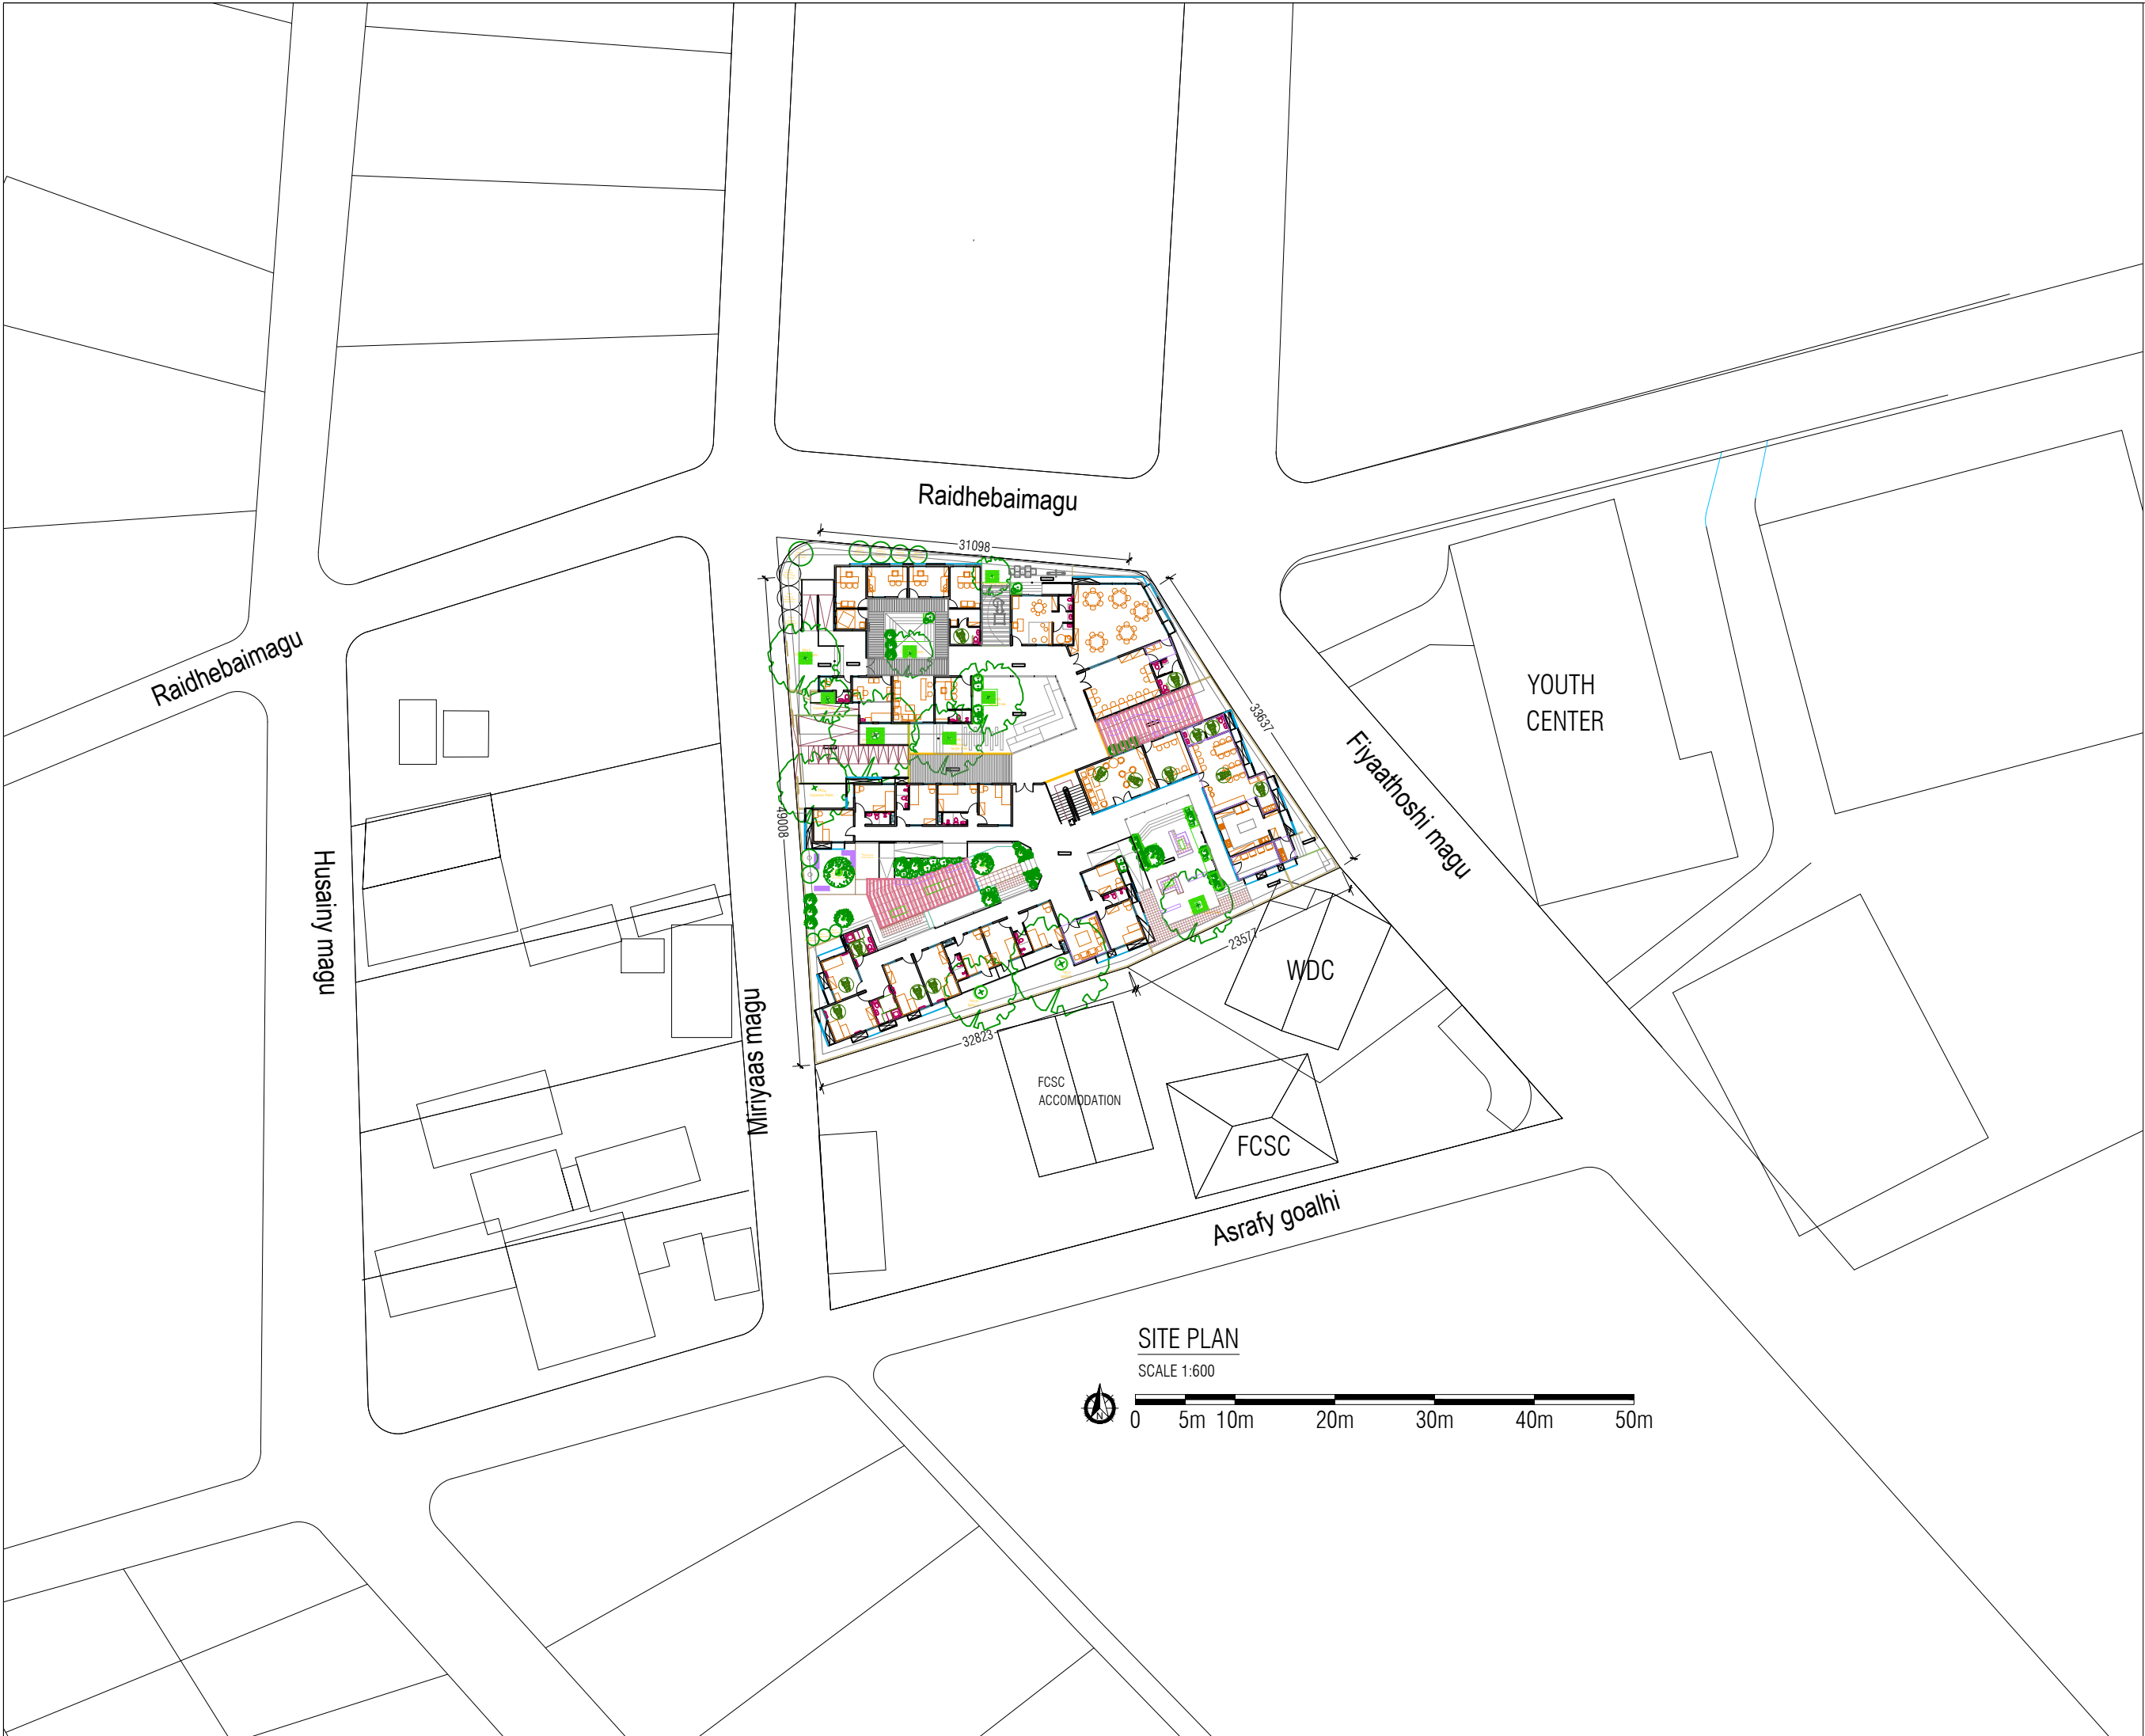 Raidhebaimagu
31098
Raidhebaimagu
YOUTH
CENTER
33637
Fiyaathoshi magu
49008
Husainy magu
23577
WDC
Miriyaas magu
32823
FCSC
ACCOMODATION
FCSC
Asrafy goalhi
SITE PLAN
SCALE 1:600
N
0 5m 10m 20m 30m 40m 50m